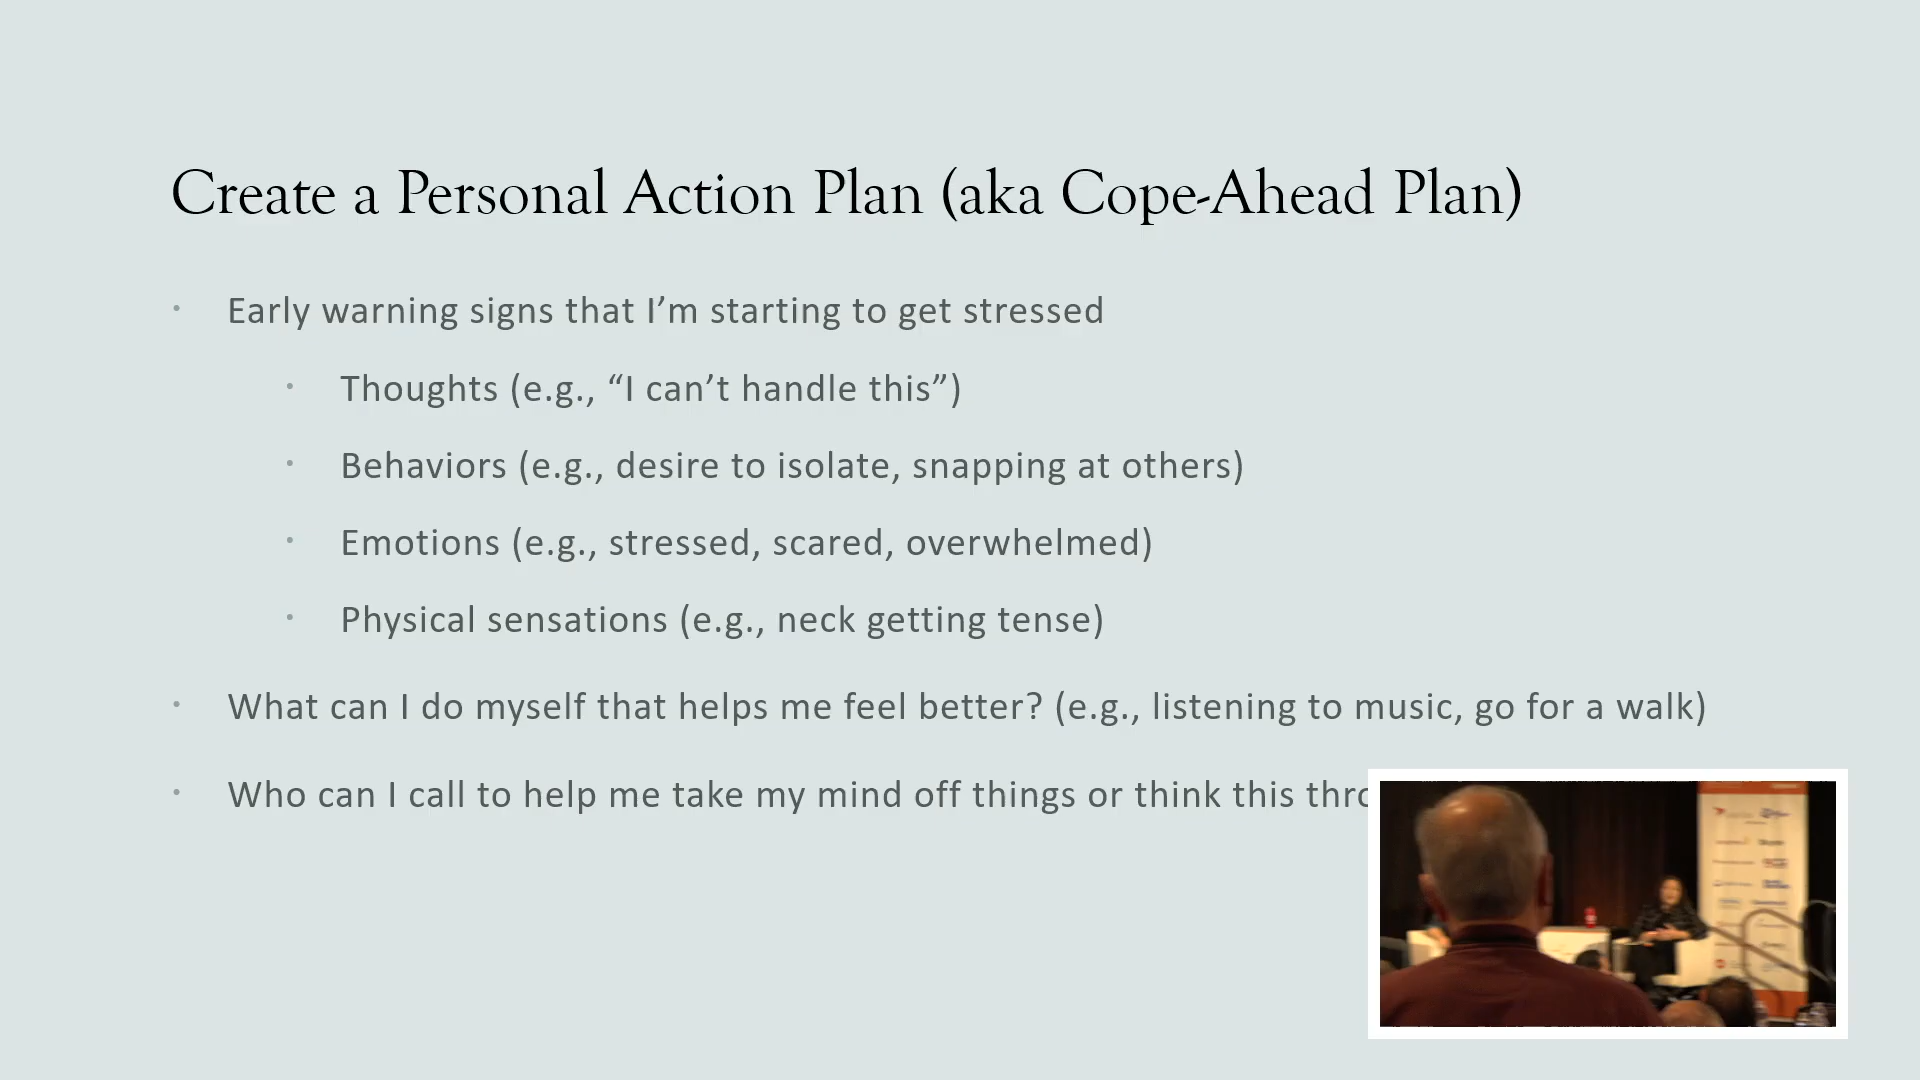 Create a Personal Action Plan (aka Cope-Ahead Plan)
· Early warning signs that I’m starting to get stressed
· Thoughts (e.g., “I can’t handle this”)
· Behaviors (e.g., desire to isolate, snapping at others)
· Emotions (e.g., stressed, scared, overwhelmed)
· Physical sensations (e.g., neck getting tense)
· What can I do myself that helps me feel better? (e.g., listening to music, go for a walk)
· Who can I call to help me take my mind off things or think this